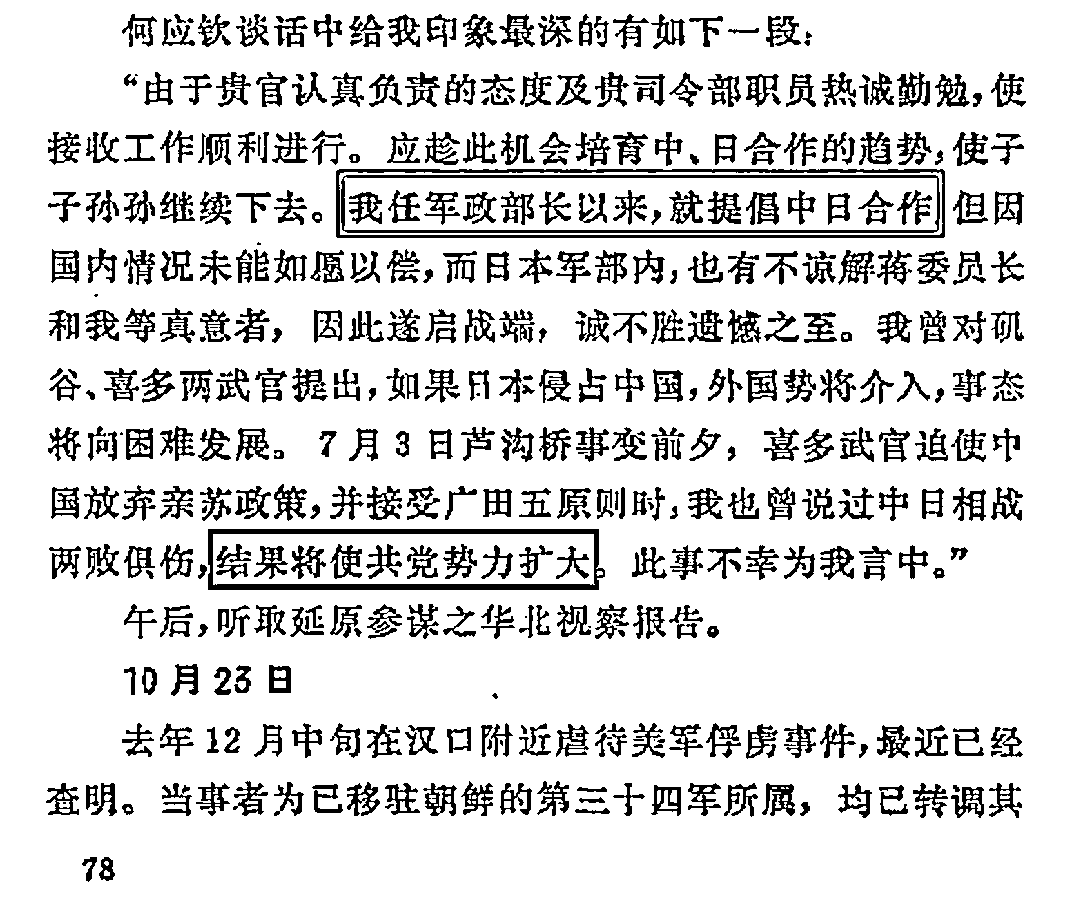 何应钦谈话中给我印象最深的有如下一段：
“由于贵官认真负责的态度及贵司令部职员热诚勤勉，使
接收工作顺利进行。应趁此机会培育中、日合作的趋势，使子
子孙孙继续下去。我任军政部长以来，就提倡中日合作 但因
国内情况未能如愿以偿，而日本军部内，也有不谅解蒋委员长
和我等真意者，因此遂启战端，诚不胜遗憾之至。我曾对矶
谷、喜多两武官提出，如果日本侵占中国，外国势将介入，事态
将向困难发展。7月3日芦沟桥事变前夕，喜多武官迫使中
国放弃亲苏政策，并接受广田五原则时，我也曾说过中日相战
两败俱伤，结果将使共党势力扩大。此事不幸为我言中。”
午后，听取延原参谋之华北视察报告。
10月23日
去年12月中旬在汉口附近虐待美军俘虏事件，最近已经
查明。当事者为已移驻朝鲜的第三十四军所属，均已转调其
78